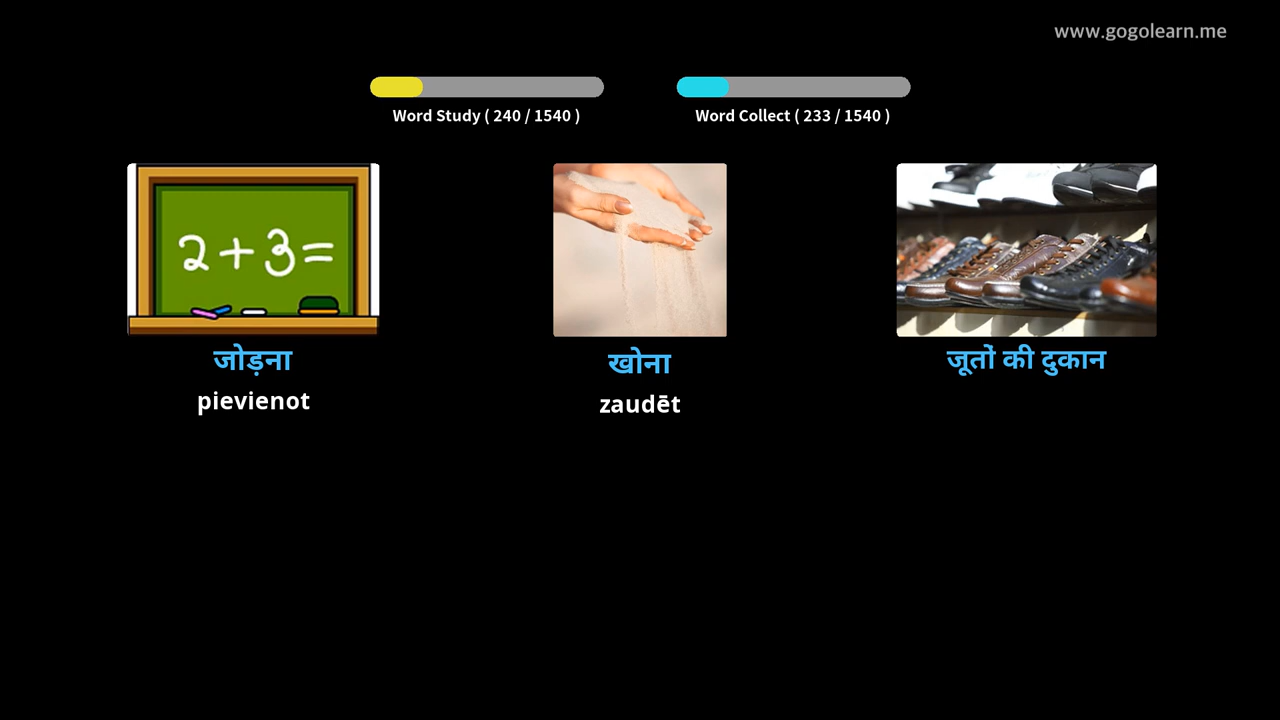 www.gogolearn.me
Word Study ( 240 / 1540 )
Word Collect ( 233 / 1540 )
2+3=
जोड़ना
pievienot
खोना
zaudēt
जूतों की दुकान